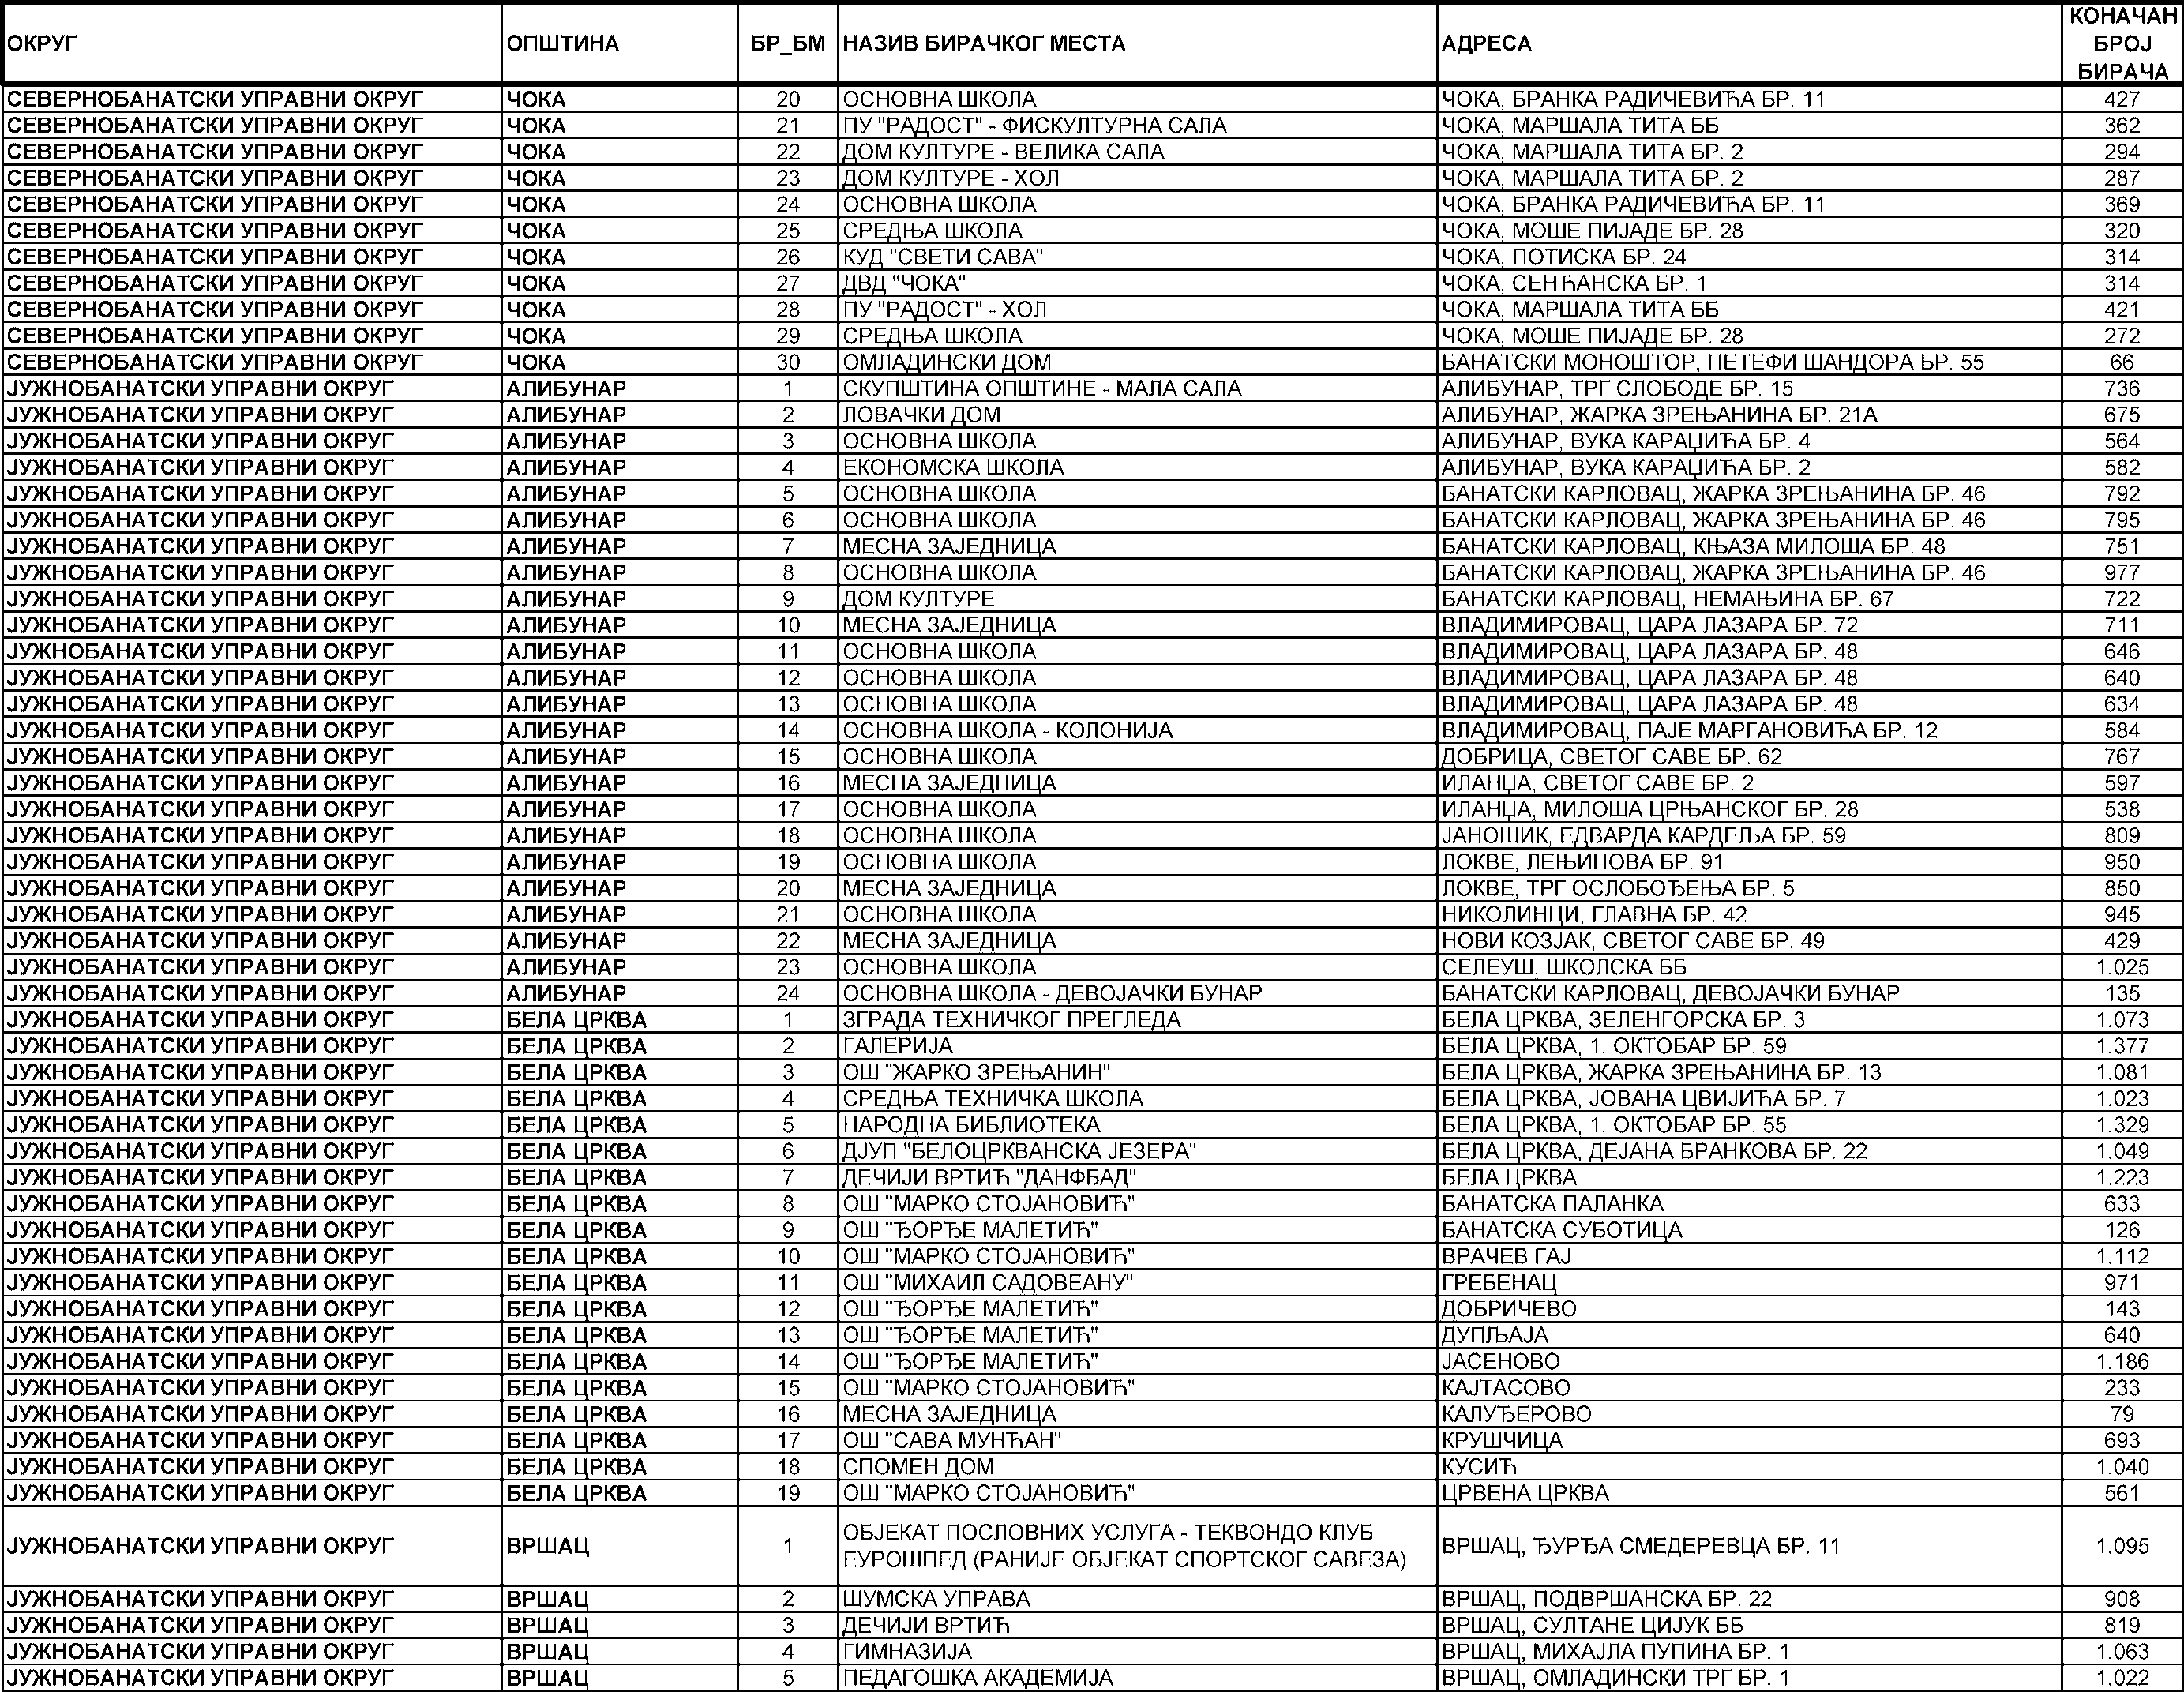 ОКРУГ ОПШТИНА БР_БМ НАЗИВ БИРАЧКОГ МЕСТА АДРЕСА КОНАЧАН БРОЈ БИРАЧА
СЕВЕРНОБАНАТСКИ УПРАВНИ ОКРУГ ЧОКА 20 ОСНОВНА ШКОЛА ЧОКА, БРАНКА РАДИЧЕВИЋА БР. 11 427
СЕВЕРНОБАНАТСКИ УПРАВНИ ОКРУГ ЧОКА 21 ПУ "РАДОСТ" - ФИСКУЛТУРНА САЛА ЧОКА, МАРШАЛА ТИТА ББ 362
СЕВЕРНОБАНАТСКИ УПРАВНИ ОКРУГ ЧОКА 22 ДОМ КУЛТУРЕ - ВЕЛИКА САЛА ЧОКА, МАРШАЛА ТИТА БР. 2 294
СЕВЕРНОБАНАТСКИ УПРАВНИ ОКРУГ ЧОКА 23 ДОМ КУЛТУРЕ - ХОЛ ЧОКА, МАРШАЛА ТИТА БР. 2 287
СЕВЕРНОБАНАТСКИ УПРАВНИ ОКРУГ ЧОКА 24 ОСНОВНА ШКОЛА ЧОКА, БРАНКА РАДИЧЕВИЋА БР. 11 369
СЕВЕРНОБАНАТСКИ УПРАВНИ ОКРУГ ЧОКА 25 СРЕДЊА ШКОЛА ЧОКА, МОШЕ ПИЈАДЕ БР. 28 320
СЕВЕРНОБАНАТСКИ УПРАВНИ ОКРУГ ЧОКА 26 КУД "СВЕТИ САВА" ЧОКА, ПОТИСКА БР. 24 314
СЕВЕРНОБАНАТСКИ УПРАВНИ ОКРУГ ЧОКА 27 ДВД "ЧОКА" ЧОКА, СЕНЋАНСКА БР. 1 314
СЕВЕРНОБАНАТСКИ УПРАВНИ ОКРУГ ЧОКА 28 ПУ "РАДОСТ" - ХОЛ ЧОКА, МАРШАЛА ТИТА ББ 421
СЕВЕРНОБАНАТСКИ УПРАВНИ ОКРУГ ЧОКА 29 СРЕДЊА ШКОЛА ЧОКА, МОШЕ ПИЈАДЕ БР. 28 272
СЕВЕРНОБАНАТСКИ УПРАВНИ ОКРУГ ЧОКА 30 ОМЛАДИНСКИ ДОМ БАНАТСКИ МОНОШТОР, ПЕТЕФИ ШАНДОРА БР. 55 66
ЈУЖНОБАНАТСКИ УПРАВНИ ОКРУГ АЛИБУНАР 1 СКУПШТИНА ОПШТИНЕ - МАЛА САЛА АЛИБУНАР, ТРГ СЛОБОДЕ БР. 15 736
ЈУЖНОБАНАТСКИ УПРАВНИ ОКРУГ АЛИБУНАР 2 ЛОВАЧКИ ДОМ АЛИБУНАР, ЖАРКА ЗРЕЊАНИНА БР. 21А 675
ЈУЖНОБАНАТСКИ УПРАВНИ ОКРУГ АЛИБУНАР 3 ОСНОВНА ШКОЛА АЛИБУНАР, ВУКА КАРАЏИЋА БР. 4 564
ЈУЖНОБАНАТСКИ УПРАВНИ ОКРУГ АЛИБУНАР 4 ЕКОНОМСКА ШКОЛА АЛИБУНАР, ВУКА КАРАЏИЋА БР. 2 582
ЈУЖНОБАНАТСКИ УПРАВНИ ОКРУГ АЛИБУНАР 5 ОСНОВНА ШКОЛА БАНАТСКИ КАРЛОВАЦ, ЖАРКА ЗРЕЊАНИНА БР. 46 792
ЈУЖНОБАНАТСКИ УПРАВНИ ОКРУГ АЛИБУНАР 6 ОСНОВНА ШКОЛА БАНАТСКИ КАРЛОВАЦ, ЖАРКА ЗРЕЊАНИНА БР. 46 795
ЈУЖНОБАНАТСКИ УПРАВНИ ОКРУГ АЛИБУНАР 7 МЕСНА ЗАЈЕДНИЦА БАНАТСКИ КАРЛОВАЦ, КЊАЗА МИЛОША БР. 48 751
ЈУЖНОБАНАТСКИ УПРАВНИ ОКРУГ АЛИБУНАР 8 ОСНОВНА ШКОЛА БАНАТСКИ КАРЛОВАЦ, ЖАРКА ЗРЕЊАНИНА БР. 46 977
ЈУЖНОБАНАТСКИ УПРАВНИ ОКРУГ АЛИБУНАР 9 ДОМ КУЛТУРЕ БАНАТСКИ КАРЛОВАЦ, НЕМАЊИНА БР. 67 722
ЈУЖНОБАНАТСКИ УПРАВНИ ОКРУГ АЛИБУНАР 10 МЕСНА ЗАЈЕДНИЦА ВЛАДИМИРОВАЦ, ЦАРА ЛАЗАРА БР. 72 711
ЈУЖНОБАНАТСКИ УПРАВНИ ОКРУГ АЛИБУНАР 11 ОСНОВНА ШКОЛА ВЛАДИМИРОВАЦ, ЦАРА ЛАЗАРА БР. 48 646
ЈУЖНОБАНАТСКИ УПРАВНИ ОКРУГ АЛИБУНАР 12 ОСНОВНА ШКОЛА ВЛАДИМИРОВАЦ, ЦАРА ЛАЗАРА БР. 48 640
ЈУЖНОБАНАТСКИ УПРАВНИ ОКРУГ АЛИБУНАР 13 ОСНОВНА ШКОЛА ВЛАДИМИРОВАЦ, ЦАРА ЛАЗАРА БР. 48 634
ЈУЖНОБАНАТСКИ УПРАВНИ ОКРУГ АЛИБУНАР 14 ОСНОВНА ШКОЛА - КОЛОНИЈА ВЛАДИМИРОВАЦ, ПАЈЕ МАРГАНОВИЋА БР. 12 584
ЈУЖНОБАНАТСКИ УПРАВНИ ОКРУГ АЛИБУНАР 15 ОСНОВНА ШКОЛА ДОБРИЦА, СВЕТОГ САВЕ БР. 62 767
ЈУЖНОБАНАТСКИ УПРАВНИ ОКРУГ АЛИБУНАР 16 МЕСНА ЗАЈЕДНИЦА ИЛАНЏА, СВЕТОГ САВЕ БР. 2 597
ЈУЖНОБАНАТСКИ УПРАВНИ ОКРУГ АЛИБУНАР 17 ОСНОВНА ШКОЛА ИЛАНЏА, МИЛОША ЦРЊАНСКОГ БР. 28 538
ЈУЖНОБАНАТСКИ УПРАВНИ ОКРУГ АЛИБУНАР 18 ОСНОВНА ШКОЛА ЈАНОШИК, ЕДВАРДА КАРДЕЉА БР. 59 809
ЈУЖНОБАНАТСКИ УПРАВНИ ОКРУГ АЛИБУНАР 19 ОСНОВНА ШКОЛА ЛОКВЕ, ЛЕЊИНОВА БР. 91 950
ЈУЖНОБАНАТСКИ УПРАВНИ ОКРУГ АЛИБУНАР 20 МЕСНА ЗАЈЕДНИЦА ЛОКВЕ, ТРГ ОСЛОБОЂЕЊА БР. 5 850
ЈУЖНОБАНАТСКИ УПРАВНИ ОКРУГ АЛИБУНАР 21 ОСНОВНА ШКОЛА НИКОЛИНЦИ, ГЛАВНА БР. 42 945
ЈУЖНОБАНАТСКИ УПРАВНИ ОКРУГ АЛИБУНАР 22 МЕСНА ЗАЈЕДНИЦА НОВИ КОЗЈАК, СВЕТОГ САВЕ БР. 49 429
ЈУЖНОБАНАТСКИ УПРАВНИ ОКРУГ АЛИБУНАР 23 ОСНОВНА ШКОЛА СЕЛЕУШ, ШКОЛСКА ББ 1.025
ЈУЖНОБАНАТСКИ УПРАВНИ ОКРУГ АЛИБУНАР 24 ОСНОВНА ШКОЛА - ДЕВОЈАЧКИ БУНАР БАНАТСКИ КАРЛОВАЦ, ДЕВОЈАЧКИ БУНАР 135
ЈУЖНОБАНАТСКИ УПРАВНИ ОКРУГ БЕЛА ЦРКВА 1 ЗГРАДА ТЕХНИЧКОГ ПРЕГЛЕДА БЕЛА ЦРКВА, ЗЕЛЕНГОРСКА БР. 3 1.073
ЈУЖНОБАНАТСКИ УПРАВНИ ОКРУГ БЕЛА ЦРКВА 2 ГАЛЕРИЈА БЕЛА ЦРКВА, 1. ОКТОБАР БР. 59 1.377
ЈУЖНОБАНАТСКИ УПРАВНИ ОКРУГ БЕЛА ЦРКВА 3 ОШ "ЖАРКО ЗРЕЊАНИН" БЕЛА ЦРКВА, ЖАРКА ЗРЕЊАНИНА БР. 13 1.081
ЈУЖНОБАНАТСКИ УПРАВНИ ОКРУГ БЕЛА ЦРКВА 4 СРЕДЊА ТЕХНИЧКА ШКОЛА БЕЛА ЦРКВА, ЈОВАНА ЦВИЈИЋА БР. 7 1.023
ЈУЖНОБАНАТСКИ УПРАВНИ ОКРУГ БЕЛА ЦРКВА 5 НАРОДНА БИБЛИОТЕКА БЕЛА ЦРКВА, 1. ОКТОБАР БР. 55 1.329
ЈУЖНОБАНАТСКИ УПРАВНИ ОКРУГ БЕЛА ЦРКВА 6 ДЈУП "БЕЛОЦРКВАНСКА ЈЕЗЕРА" БЕЛА ЦРКВА, ДЕЈАНА БРАНКОВА БР. 22 1.049
ЈУЖНОБАНАТСКИ УПРАВНИ ОКРУГ БЕЛА ЦРКВА 7 ДЕЧИЈИ ВРТИЋ "ДАНФБАД" БЕЛА ЦРКВА 1.223
ЈУЖНОБАНАТСКИ УПРАВНИ ОКРУГ БЕЛА ЦРКВА 8 ОШ "МАРКО СТОЈАНОВИЋ" БАНАТСКА ПАЛАНКА 633
ЈУЖНОБАНАТСКИ УПРАВНИ ОКРУГ БЕЛА ЦРКВА 9 ОШ "ЂОРЂЕ МАЛЕТИЋ" БАНАТСКА СУБОТИЦА 126
ЈУЖНОБАНАТСКИ УПРАВНИ ОКРУГ БЕЛА ЦРКВА 10 ОШ "МАРКО СТОЈАНОВИЋ" ВРАЧЕВ ГАЈ 1.112
ЈУЖНОБАНАТСКИ УПРАВНИ ОКРУГ БЕЛА ЦРКВА 11 ОШ "МИХАИЛ САДОВЕАНУ" ГРЕБЕНАЦ 971
ЈУЖНОБАНАТСКИ УПРАВНИ ОКРУГ БЕЛА ЦРКВА 12 ОШ "ЂОРЂЕ МАЛЕТИЋ" ДОБРИЧЕВО 143
ЈУЖНОБАНАТСКИ УПРАВНИ ОКРУГ БЕЛА ЦРКВА 13 ОШ "ЂОРЂЕ МАЛЕТИЋ" ДУПЉАЈА 640
ЈУЖНОБАНАТСКИ УПРАВНИ ОКРУГ БЕЛА ЦРКВА 14 ОШ "ЂОРЂЕ МАЛЕТИЋ" ЈАСЕНОВО 1.186
ЈУЖНОБАНАТСКИ УПРАВНИ ОКРУГ БЕЛА ЦРКВА 15 ОШ "МАРКО СТОЈАНОВИЋ" КАЈТАСОВО 233
ЈУЖНОБАНАТСКИ УПРАВНИ ОКРУГ БЕЛА ЦРКВА 16 МЕСНА ЗАЈЕДНИЦА КАЛУЂЕРОВО 79
ЈУЖНОБАНАТСКИ УПРАВНИ ОКРУГ БЕЛА ЦРКВА 17 ОШ "САВА МУНЋАН" КРУШЧИЦА 693
ЈУЖНОБАНАТСКИ УПРАВНИ ОКРУГ БЕЛА ЦРКВА 18 СПОМЕН ДОМ КУСИЋ 1.040
ЈУЖНОБАНАТСКИ УПРАВНИ ОКРУГ БЕЛА ЦРКВА 19 ОШ "МАРКО СТОЈАНОВИЋ" ЦРВЕНА ЦРКВА 561
ЈУЖНОБАНАТСКИ УПРАВНИ ОКРУГ ВРШАЦ 1 ОБЈЕКАТ ПОСЛОВНИХ УСЛУГА - ТЕКВОНДО КЛУБ ЕУРОШПЕД (РАНИЈЕ ОБЈЕКАТ СПОРТСКОГ САВЕЗА) ВРШАЦ, ЂУРЂА СМЕДЕРЕВЦА БР. 11 1.095
ЈУЖНОБАНАТСКИ УПРАВНИ ОКРУГ ВРШАЦ 2 ШУМСКА УПРАВА ВРШАЦ, ПОДВРШАНСКА БР. 22 908
ЈУЖНОБАНАТСКИ УПРАВНИ ОКРУГ ВРШАЦ 3 ДЕЧИЈИ ВРТИЋ ВРШАЦ, СУЛТАНЕ ЦИЈУК ББ 819
ЈУЖНОБАНАТСКИ УПРАВНИ ОКРУГ ВРШАЦ 4 ГИМНАЗИЈА ВРШАЦ, МИХАЈЛА ПУПИНА БР. 1 1.063
ЈУЖНОБАНАТСКИ УПРАВНИ ОКРУГ ВРШАЦ 5 ПЕДАГОШКА АКАДЕМИЈА ВРШАЦ, ОМЛАДИНСКИ ТРГ БР. 1 1.022